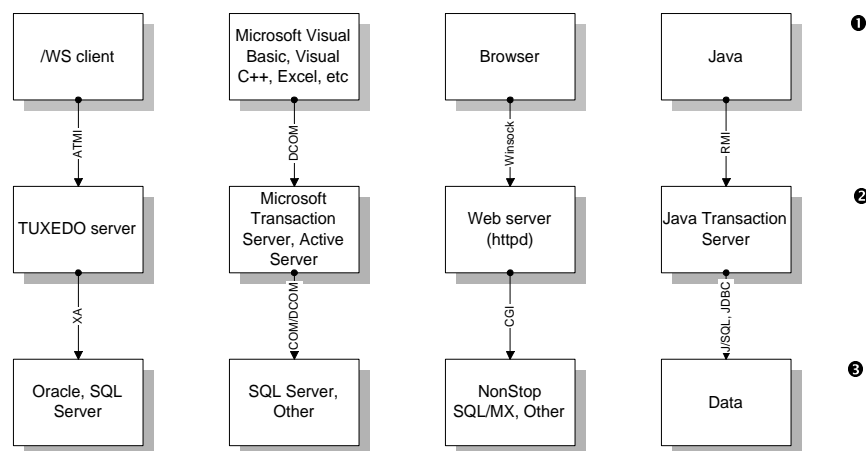 /WS client
Microsoft Visual
Basic, Visual
C++, Excel, etc
Browser
Java
❶
ATMI
DCOM
Winsock
RMI
TUXEDO server
Microsoft
Transaction
Server, Active
Server
Web server
(httpd)
Java Transaction
Server
❷
XA
COM/DCOM
CGI
J/SQL, JDBC
Oracle, SQL
Server
SQL Server,
Other
NonStop
SQL/MX, Other
Data
❸